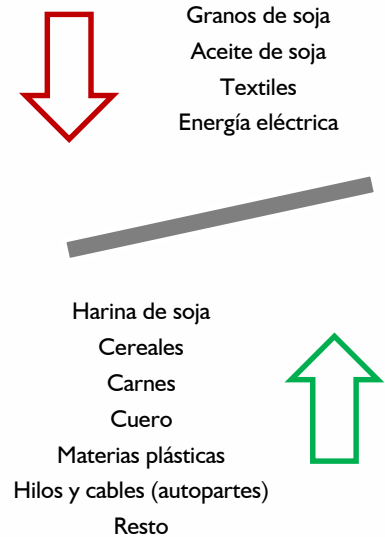 Granos de soja
Aceite de soja
Textiles
Energía eléctrica
Harina de soja
Cereales
Carnes
Cuero
Materias plásticas
Hilos y cables (autopartes)
Resto